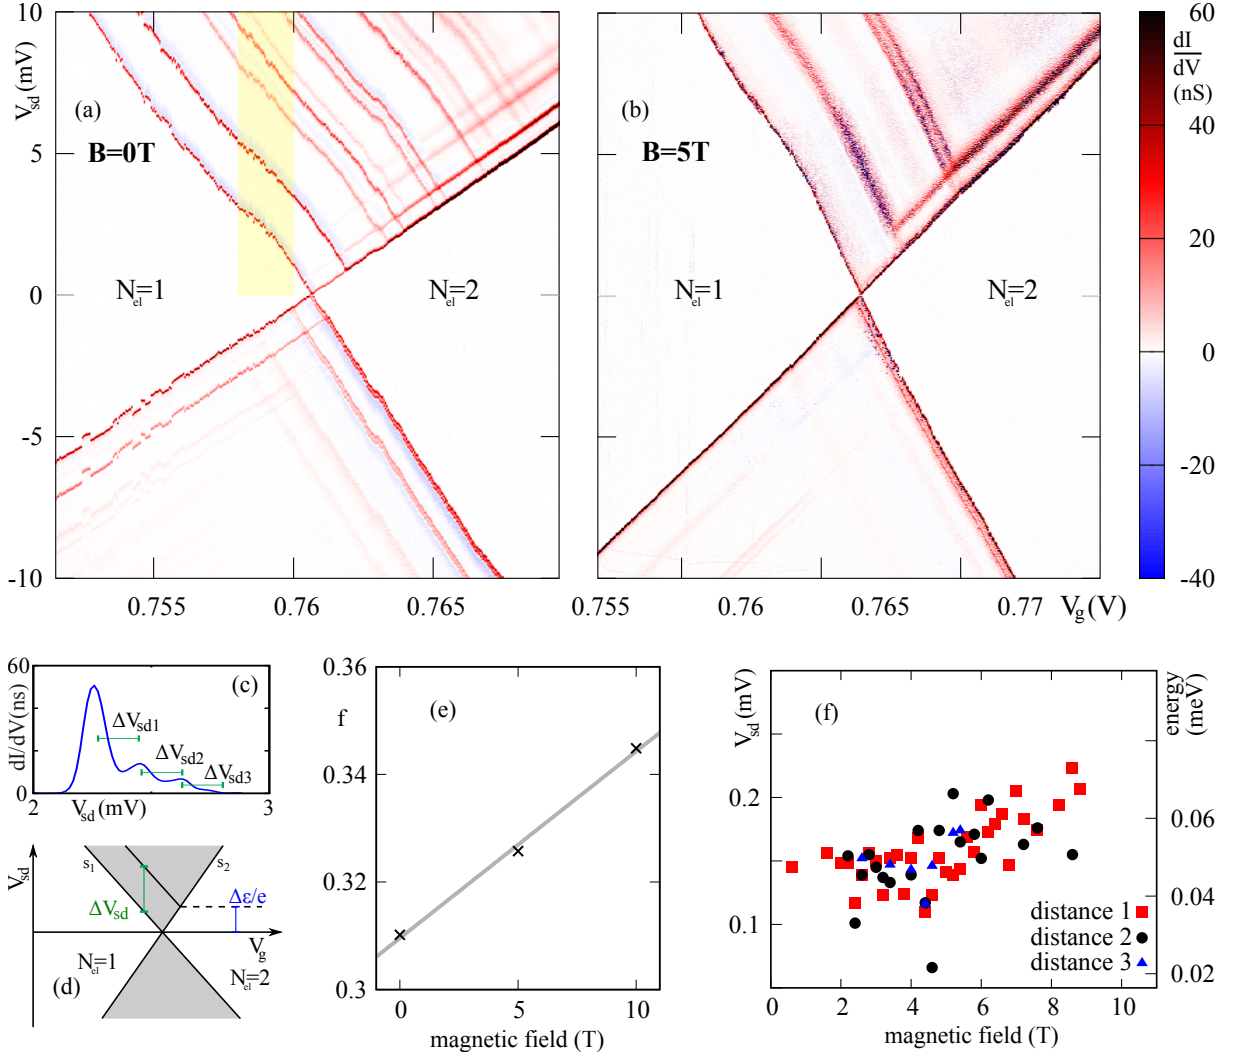 10
5
0
-5
-10
V_sd (mV)
(a)
B=0T
N_el=1
N_el=2
0.755
0.76
0.765
(b)
B=5T
N_el=1
N_el=2
0.755
0.76
0.765
0.77
V_g (V)
60
dI
dV
(nS)
40
20
0
-20
-40
60
0
dI/dV(ns)
(c)
ΔV_sd1
ΔV_sd2
ΔV_sd3
2
V_sd (mV)
3
V_sd
s_1
s_2
ΔV_sd
Δε/e
V_g
N_el=1
N_el=2
(d)
0.36
0.34
0.32
0.3
f
(e)
0
5
10
magnetic field (T)
V_sd (mV)
0.2
0.1
(f)
energy
(meV)
0.06
0.04
0.02
distance 1
distance 2
distance 3
0
2
4
6
8
10
magnetic field (T)